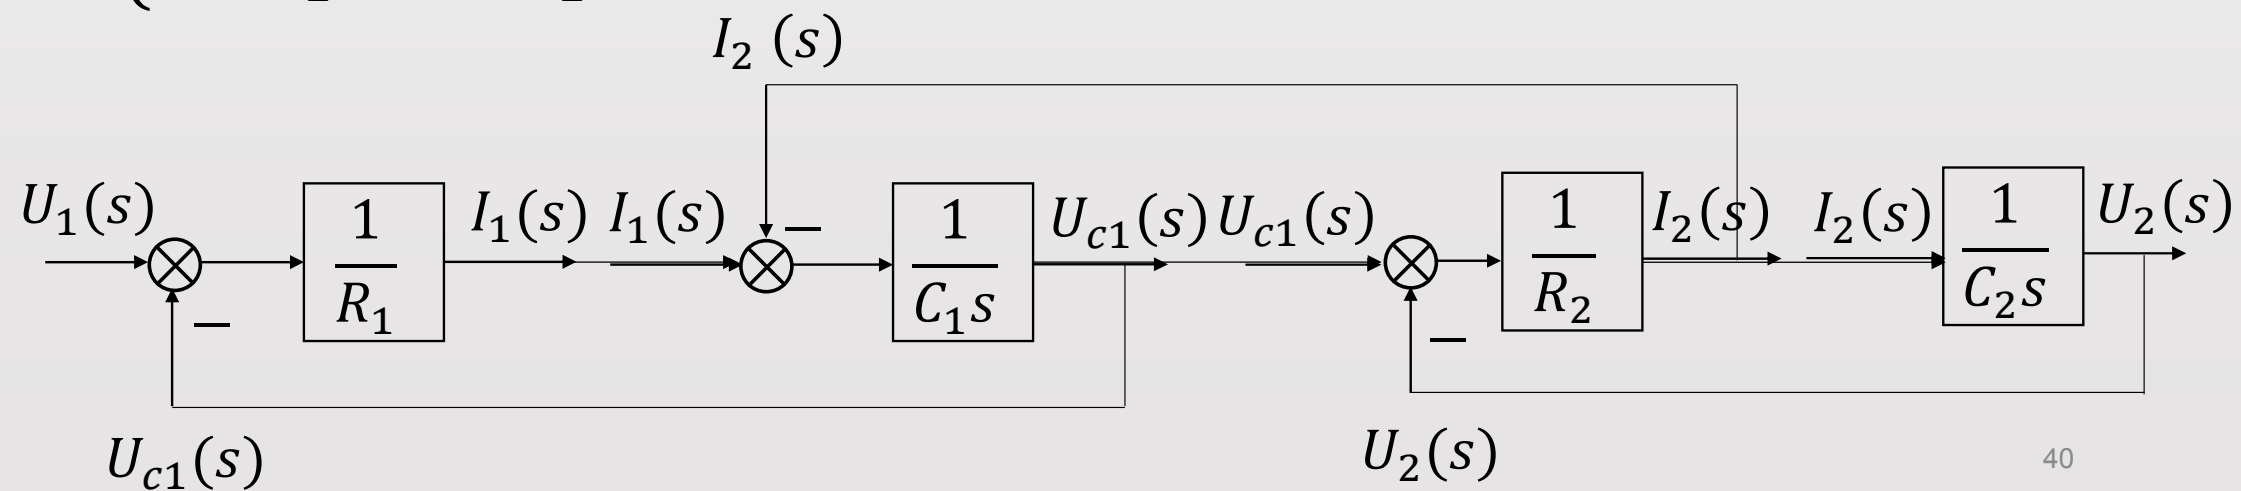 I₂ (s)
U₁(s) 1/R₁ I₁(s) I₁(s) − 1/(C₁s) U_c1(s) U_c1(s) 1/R₂ I₂(s) I₂(s) 1/(C₂s) U₂(s)
− −
U_c1(s) U₂(s)
40